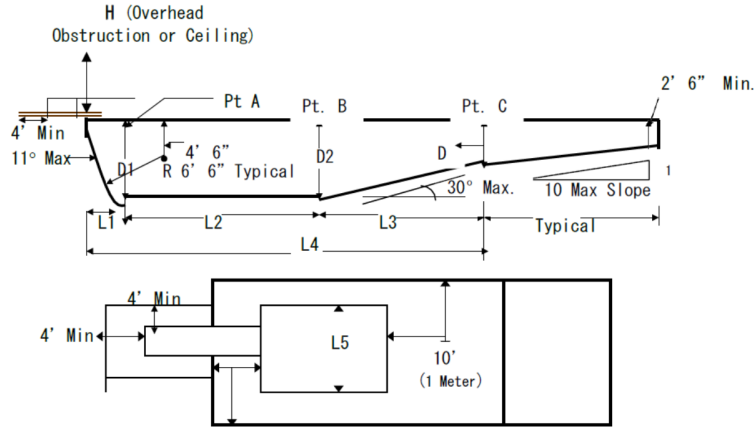 H (Overhead
Obstruction or Ceiling)
Pt A
Pt. B
Pt. C
2’ 6” Min.
4’ Min
11° Max
D1
4’ 6”
R 6’ 6” Typical
D2
D
30° Max.
1
10 Max Slope
L1
L2
L3
Typical
L4
4’ Min
4’ Min
L5
10’
(1 Meter)